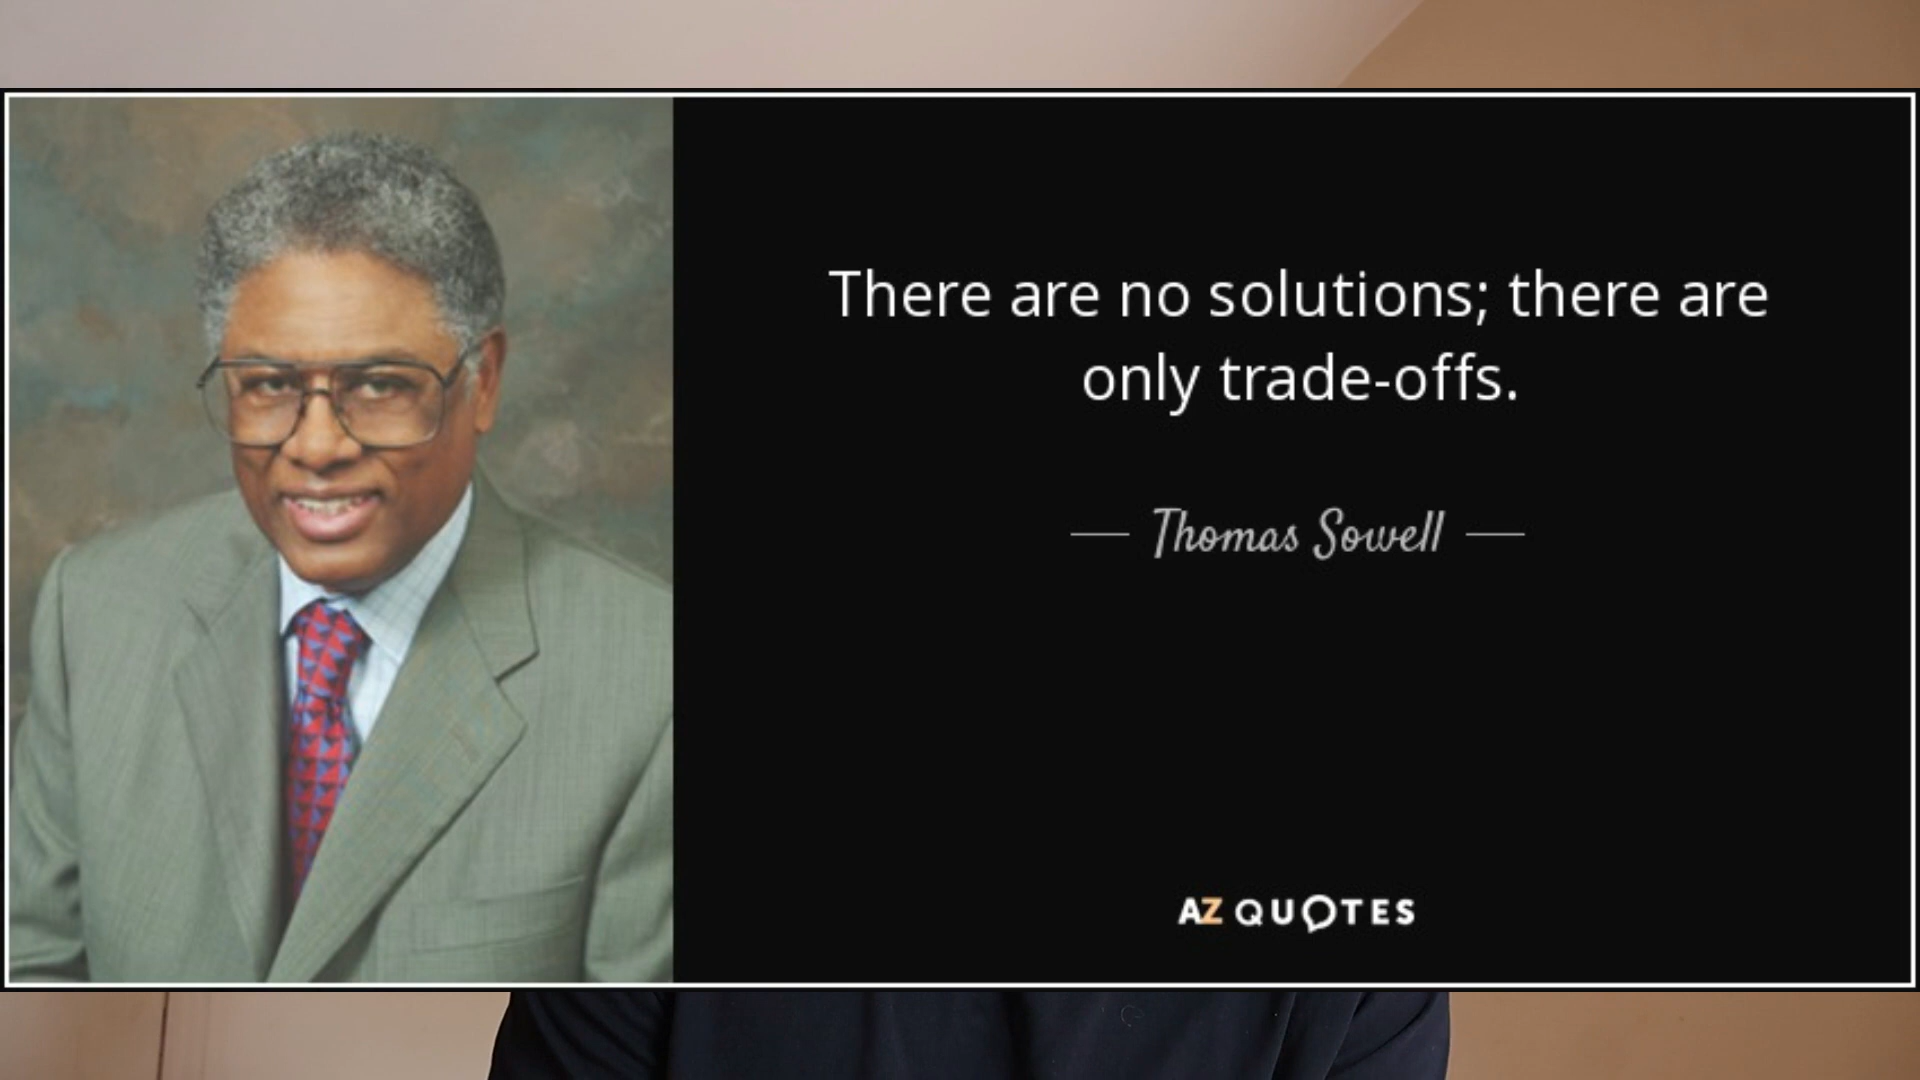 There are no solutions; there are
only trade-offs.
Thomas Sowell
AZ QUOTES